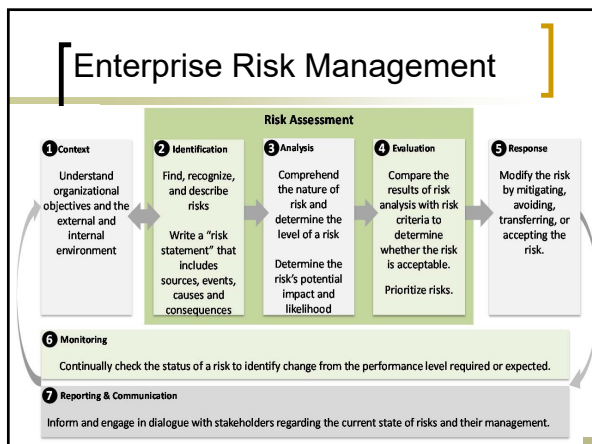 Enterprise Risk Management
Risk Assessment
1 Context
Understand
organizational
objectives and the
external and
internal
environment
2 Identification
Find, recognize,
and describe
risks
Write a “risk
statement” that
includes
sources, events,
causes and
consequences
3 Analysis
Comprehend
the nature of
risk and
determine the
level of a risk
Determine the
risk’s potential
impact and
likelihood
4 Evaluation
Compare the
results of risk
analysis with risk
criteria to
determine
whether the risk
is acceptable.
Prioritize risks.
5 Response
Modify the risk
by mitigating,
avoiding,
transferring, or
accepting the
risk.
6 Monitoring
Continually check the status of a risk to identify change from the performance level required or expected.
7 Reporting & Communication
Inform and engage in dialogue with stakeholders regarding the current state of risks and their management.